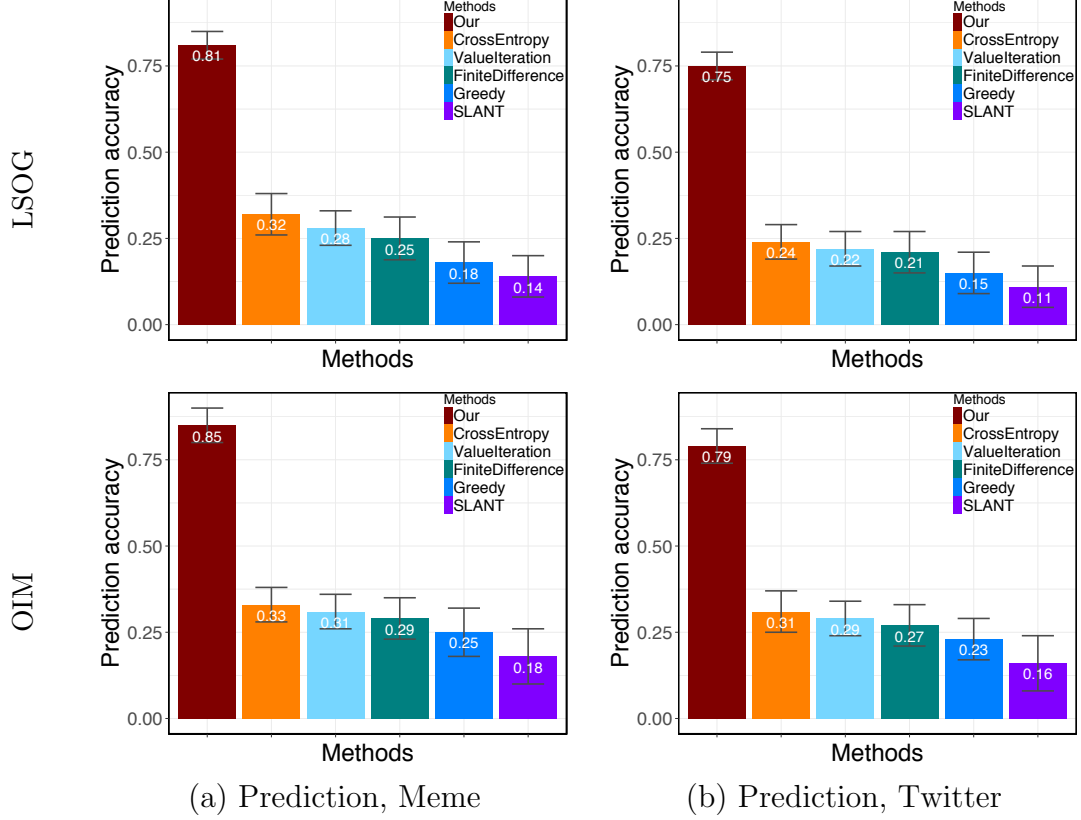 LSOG
Prediction accuracy
0.75
0.50
0.25
0.00
0.81
0.32
0.28
0.25
0.18
0.14
Methods
Our
CrossEntropy
ValueIteration
FiniteDifference
Greedy
SLANT
Methods
Prediction accuracy
0.75
0.50
0.25
0.00
0.75
0.24
0.22
0.21
0.15
0.11
Methods
Our
CrossEntropy
ValueIteration
FiniteDifference
Greedy
SLANT
Methods
OIM
Prediction accuracy
0.75
0.50
0.25
0.00
0.85
0.33
0.31
0.29
0.25
0.18
Methods
Our
CrossEntropy
ValueIteration
FiniteDifference
Greedy
SLANT
Methods
Prediction accuracy
0.75
0.50
0.25
0.00
0.79
0.31
0.29
0.27
0.23
0.16
Methods
Our
CrossEntropy
ValueIteration
FiniteDifference
Greedy
SLANT
Methods
(a) Prediction, Meme
(b) Prediction, Twitter